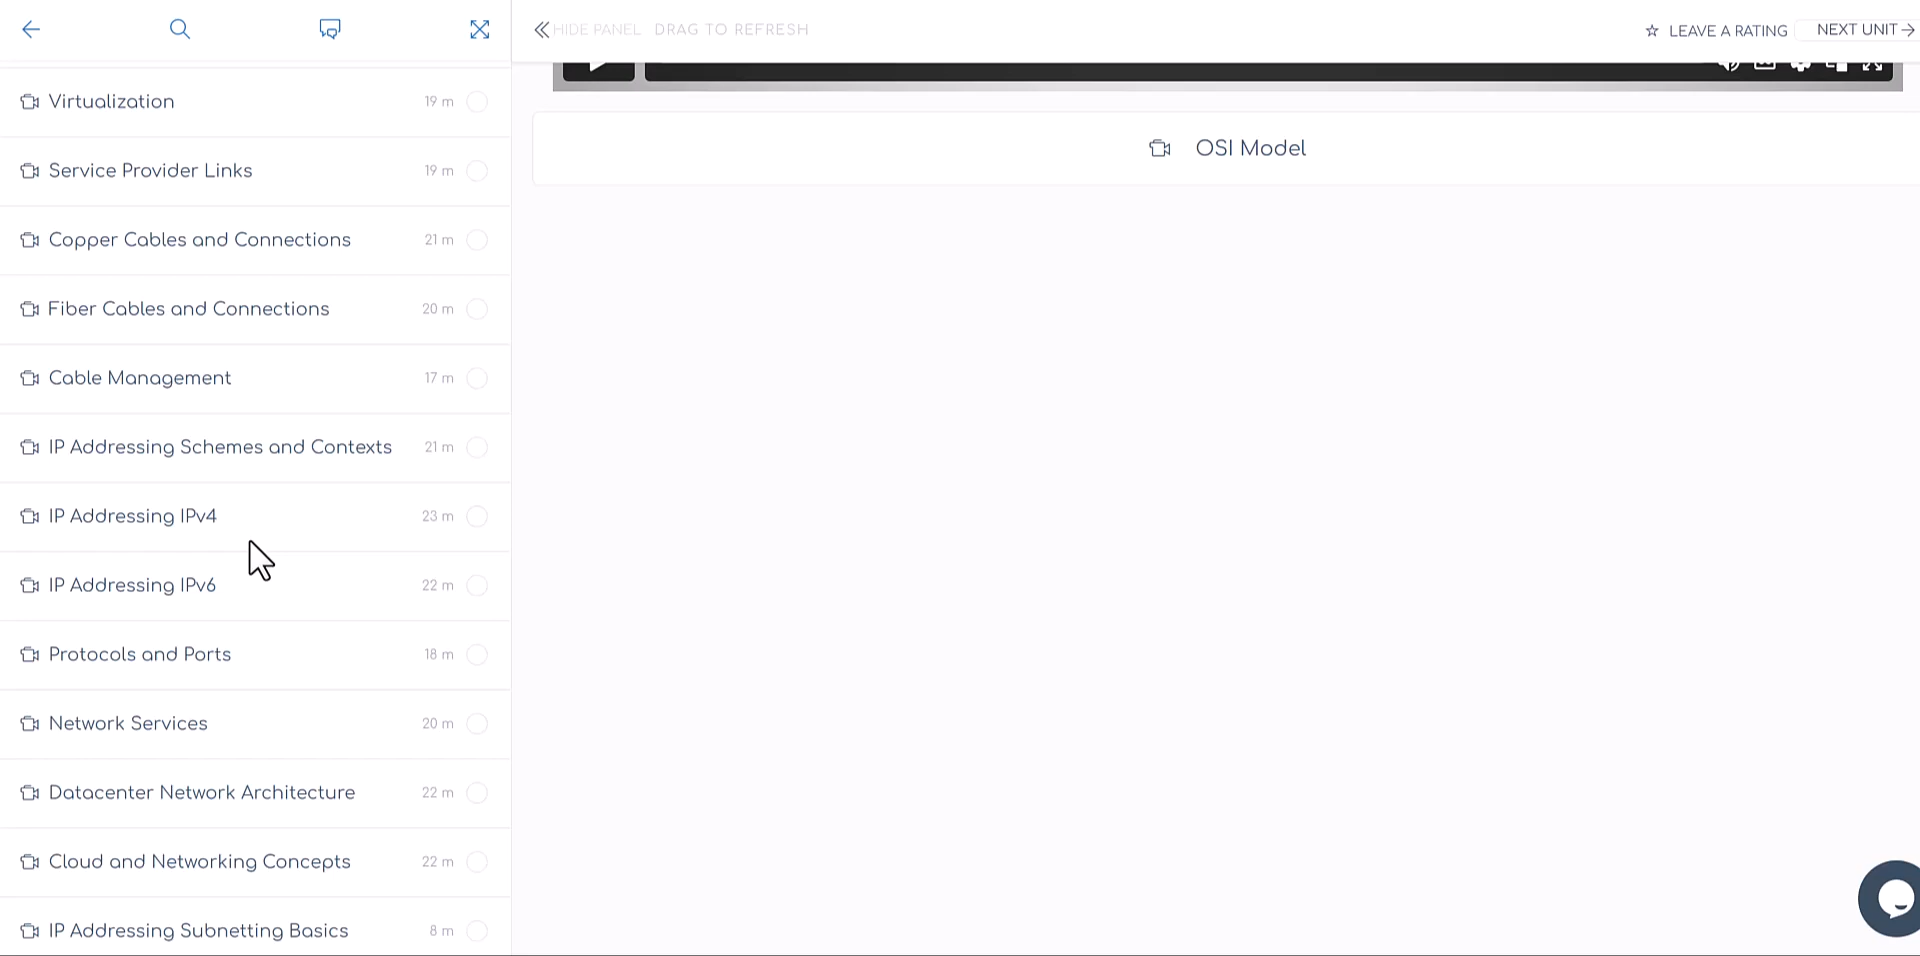 HIDE PANEL DRAG TO REFRESH
LEAVE A RATING NEXT UNIT
Virtualization 19 m
Service Provider Links 19 m
Copper Cables and Connections 21 m
Fiber Cables and Connections 20 m
Cable Management 17 m
IP Addressing Schemes and Contexts 21 m
IP Addressing IPv4 23 m
IP Addressing IPv6 22 m
Protocols and Ports 18 m
Network Services 20 m
Datacenter Network Architecture 22 m
Cloud and Networking Concepts 22 m
IP Addressing Subnetting Basics 8 m
OSI Model